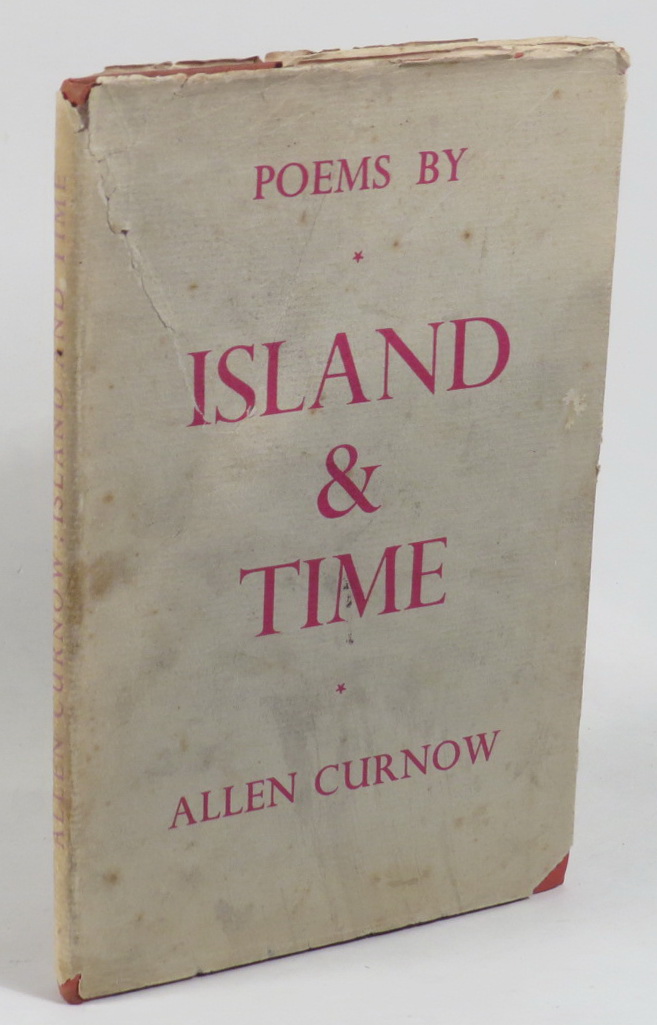 POEMS BY
*
ISLAND
&
TIME
*
ALLEN CURNOW
ALLEN CURNOW: ISLAND AND TIME